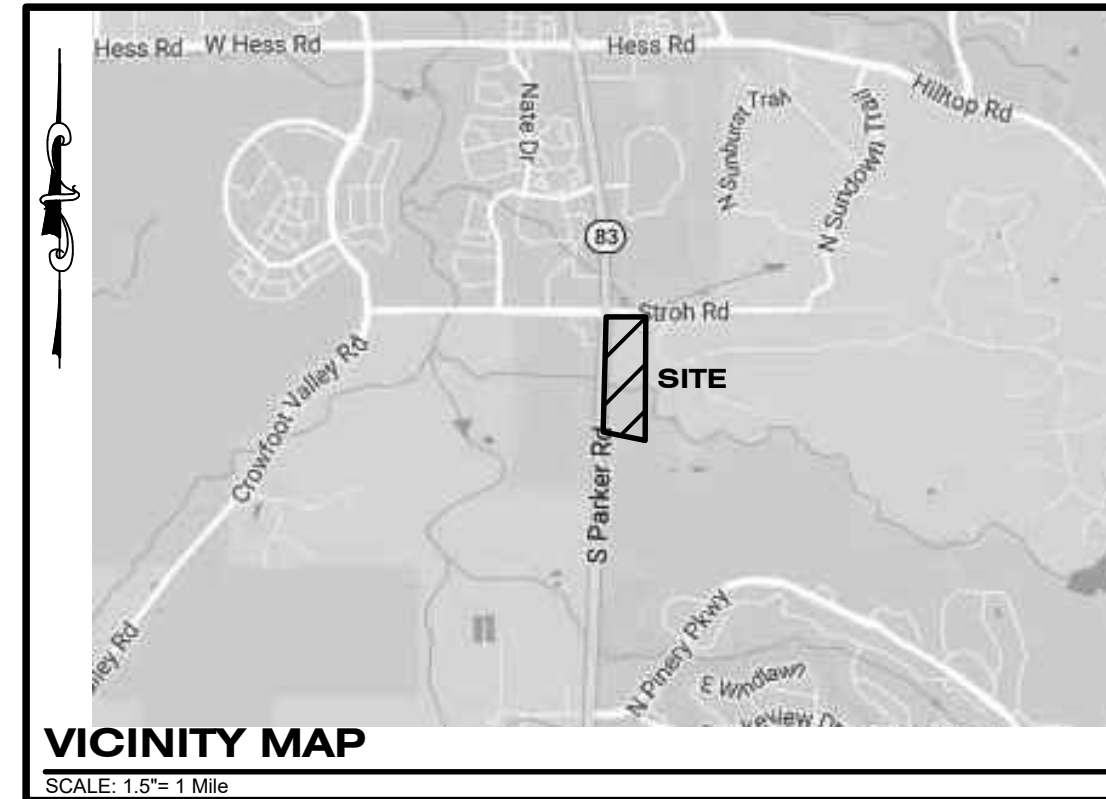 Hess Rd
W Hess Rd
Hess Rd
Hilltop Rd
Nate Dr
N Sunburst Trail
N Sundown Trail
83
Stroh Rd
SITE
Crowfoot Valley Rd
S Parker Rd
N Pinery Pkwy
E Windlawn
Rd
VICINITY MAP
SCALE: 1.5"= 1 Mile